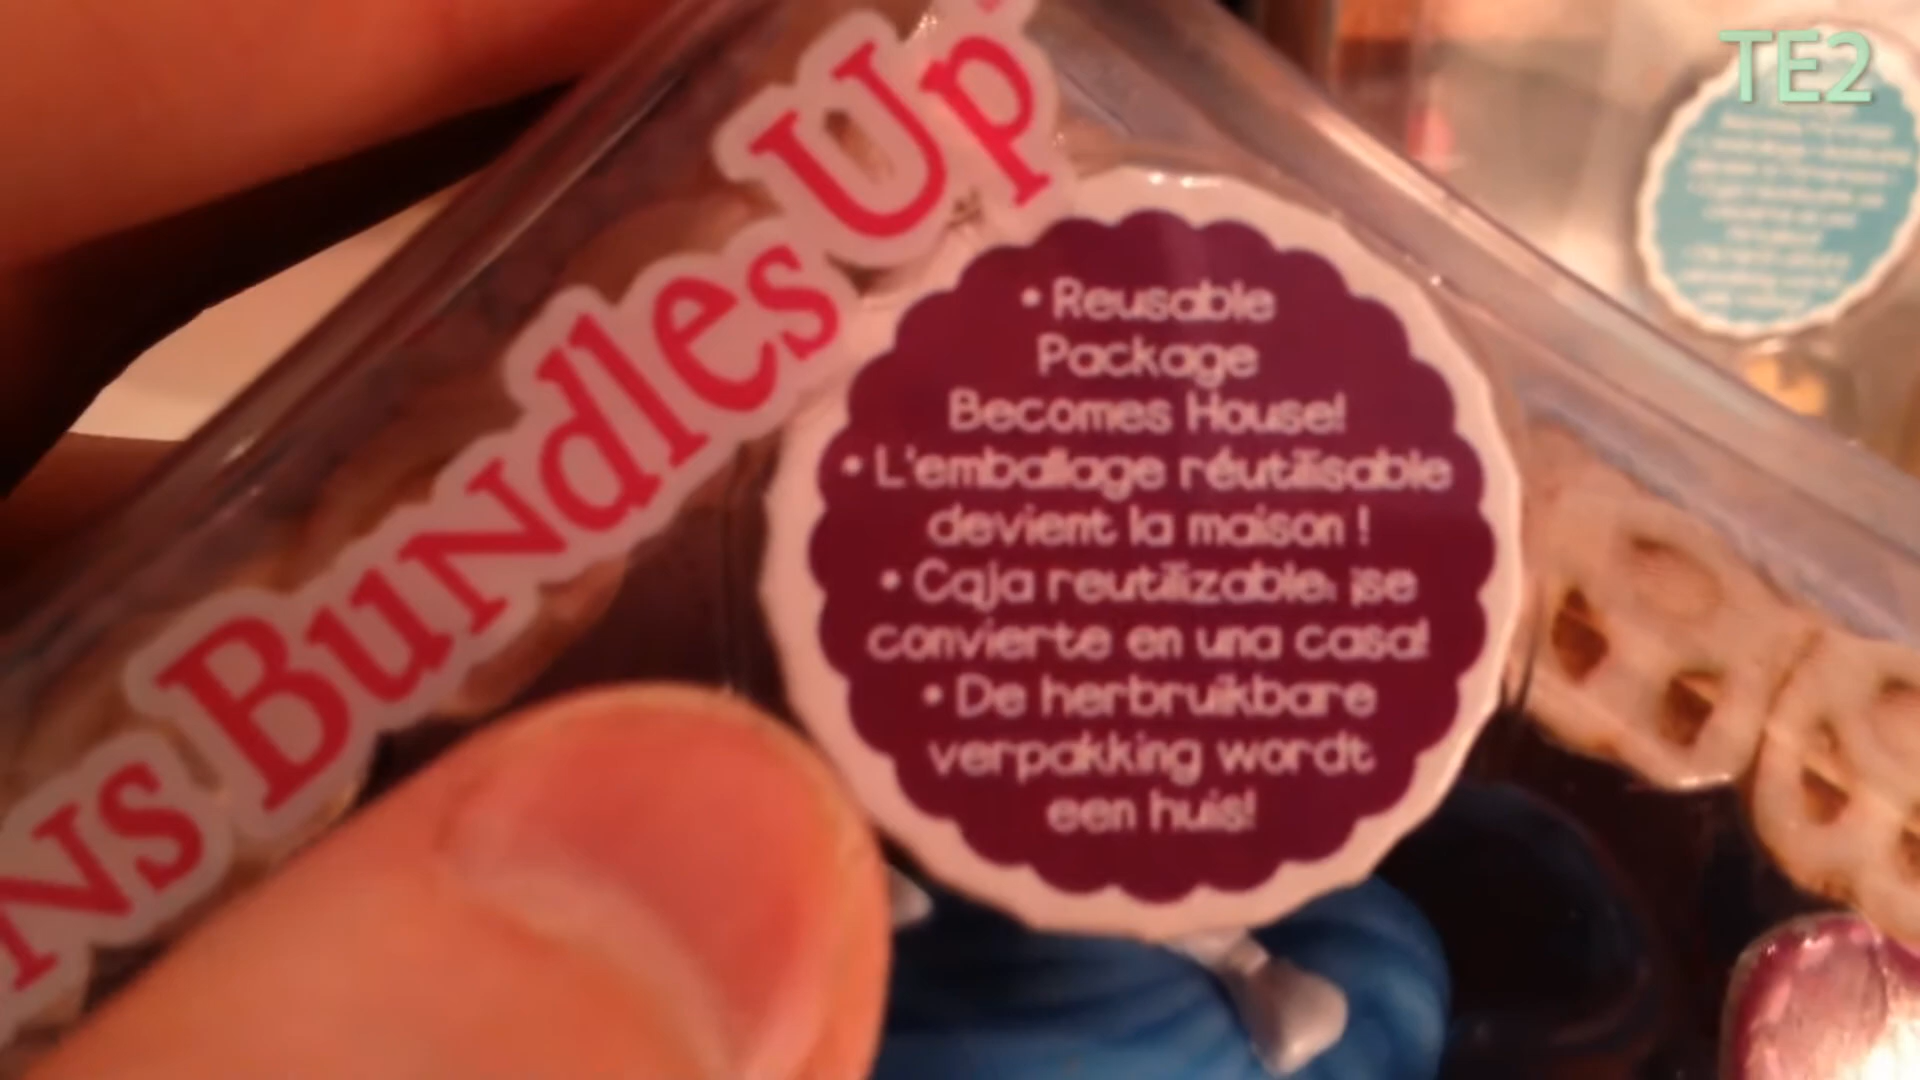 TE2
Bundles Up
• Reusable
Package
Becomes House!
• L'emballage réutilisable
devient la maison !
• Caja reutilizable: ¡se
convierte en una casa!
• De herbruikbare
verpakking wordt
een huis!